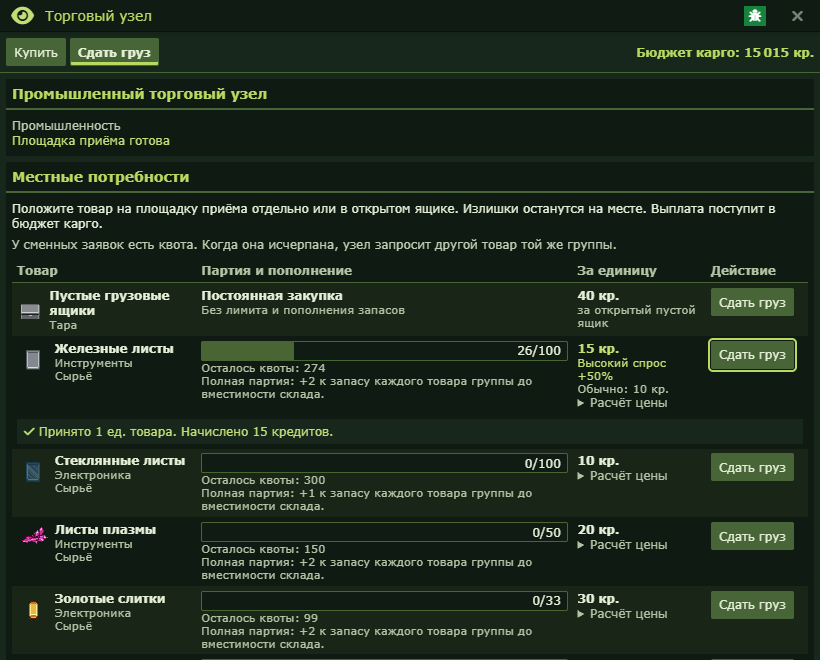 Торговый узел
Купить Сдать груз Бюджет карго: 15 015 кр.
Промышленный торговый узел
Промышленность
Площадка приёма готова
Местные потребности
Положите товар на площадку приёма отдельно или в открытом ящике. Излишки останутся на месте. Выплата поступит в
бюджет карго.
У сменных заявок есть квота. Когда она исчерпана, узел запросит другой товар той же группы.
Товар Партия и пополнение За единицу Действие
Пустые грузовые
ящики
Тара
Постоянная закупка
Без лимита и пополнения запасов
40 кр.
за открытый пустой
ящик
Сдать груз
Железные листы
Инструменты
Сырьё
26/100
Осталось квоты: 274
Полная партия: +2 к запасу каждого товара группы до
вместимости склада.
15 кр.
Высокий спрос
+50%
Обычно: 10 кр.
▶ Расчёт цены
Сдать груз
✓ Принято 1 ед. товара. Начислено 15 кредитов.
Стеклянные листы
Электроника
Сырьё
0/100
Осталось квоты: 300
Полная партия: +1 к запасу каждого товара группы до
вместимости склада.
10 кр.
▶ Расчёт цены
Сдать груз
Листы плазмы
Инструменты
Сырьё
0/50
Осталось квоты: 150
Полная партия: +2 к запасу каждого товара группы до
вместимости склада.
20 кр.
▶ Расчёт цены
Сдать груз
Золотые слитки
Электроника
Сырьё
0/33
Осталось квоты: 99
Полная партия: +2 к запасу каждого товара группы до
вместимости склада.
30 кр.
▶ Расчёт цены
Сдать груз